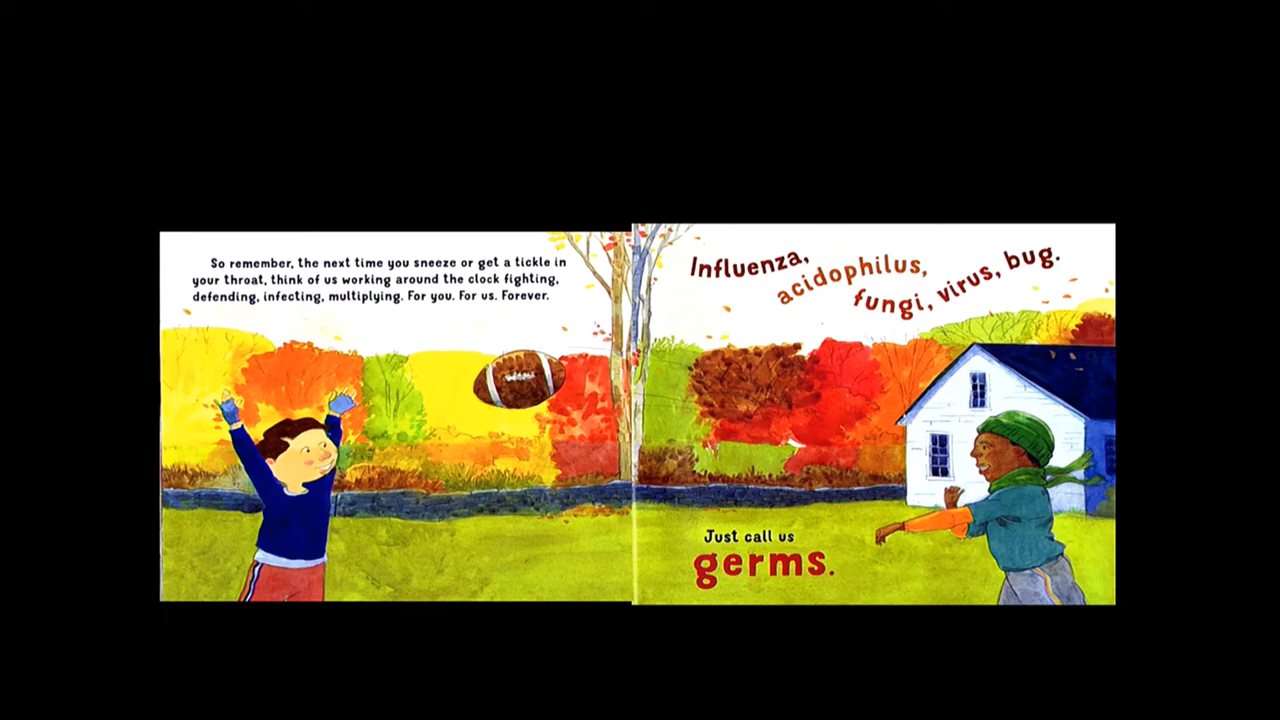 So remember, the next time you sneeze or get a tickle in
your throat, think of us working around the clock fighting,
defending, infecting, multiplying. For you. For us. Forever.
Influenza,
acidophilus,
fungi, virus, bug.
Just call us
germs.